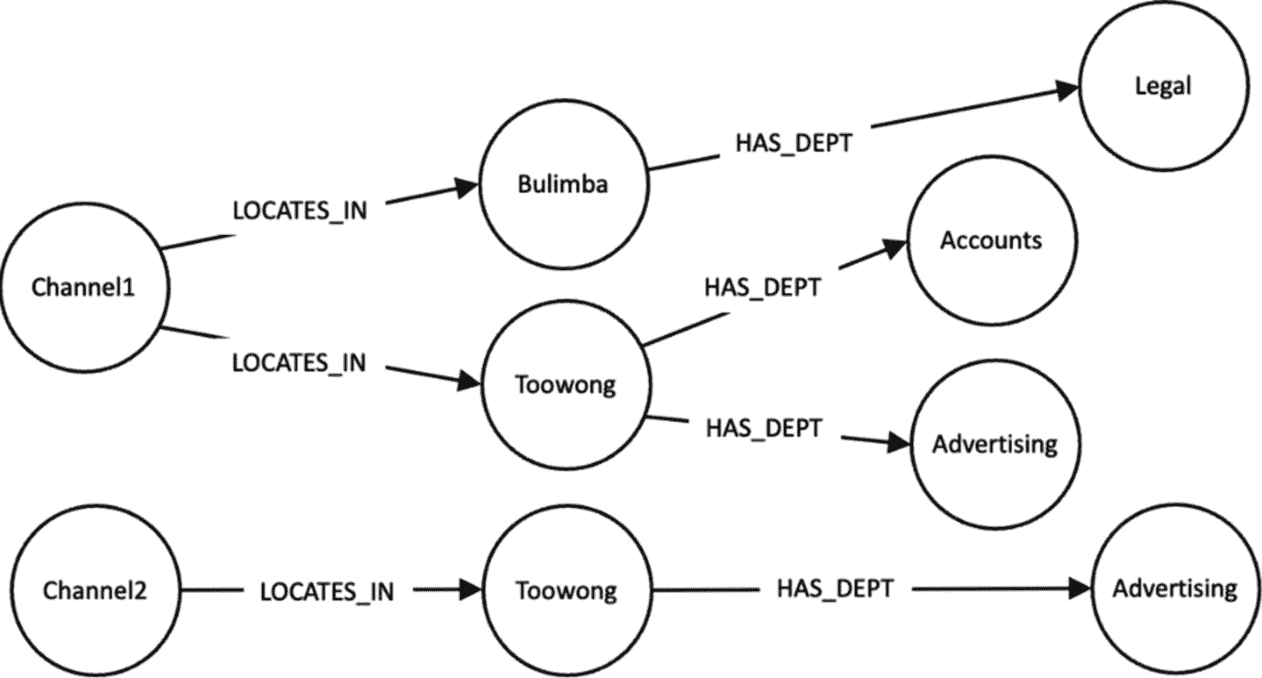 Legal
HAS_DEPT
Bulimba
LOCATES_IN
Accounts
Channel1
HAS_DEPT
LOCATES_IN
Toowong
HAS_DEPT
Advertising
Channel2
LOCATES_IN
Toowong
HAS_DEPT
Advertising